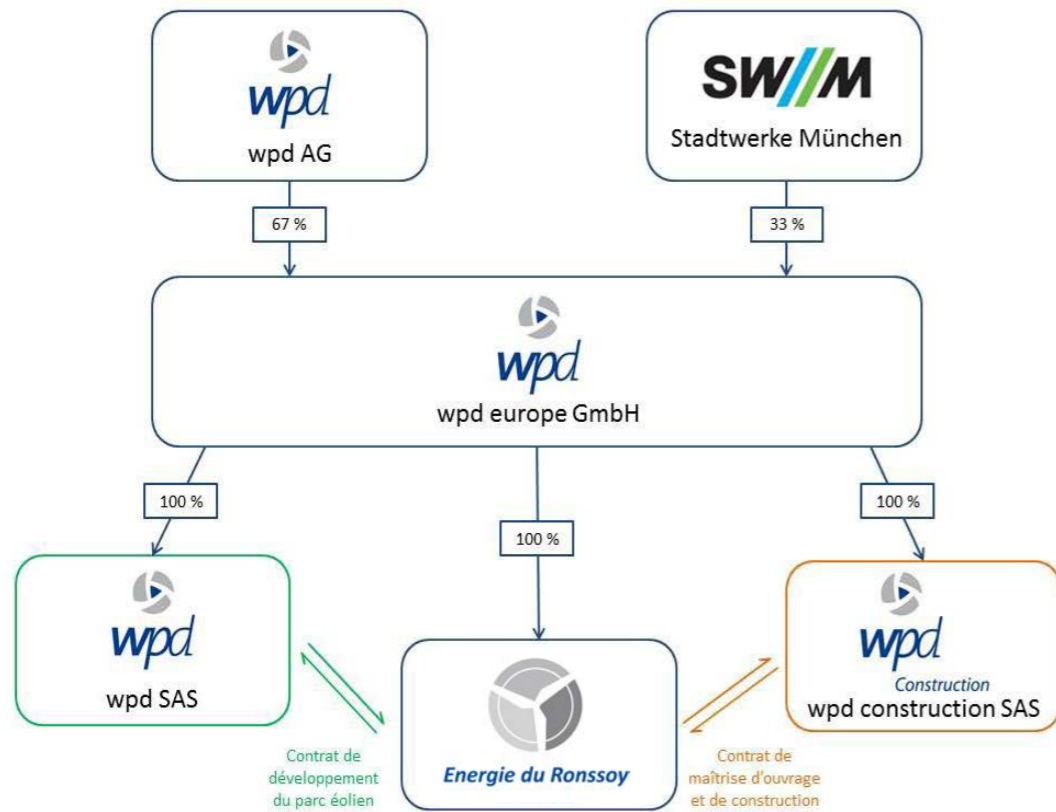 wpd
wpd AG
SW//M
Stadtwerke München
67 %
33 %
wpd
wpd europe GmbH
100 %
100 %
100 %
wpd
wpd SAS
Energie du Ronssoy
wpd
Construction
wpd construction SAS
Contrat de
développement
du parc éolien
Contrat de
maîtrise d'ouvrage
et de construction